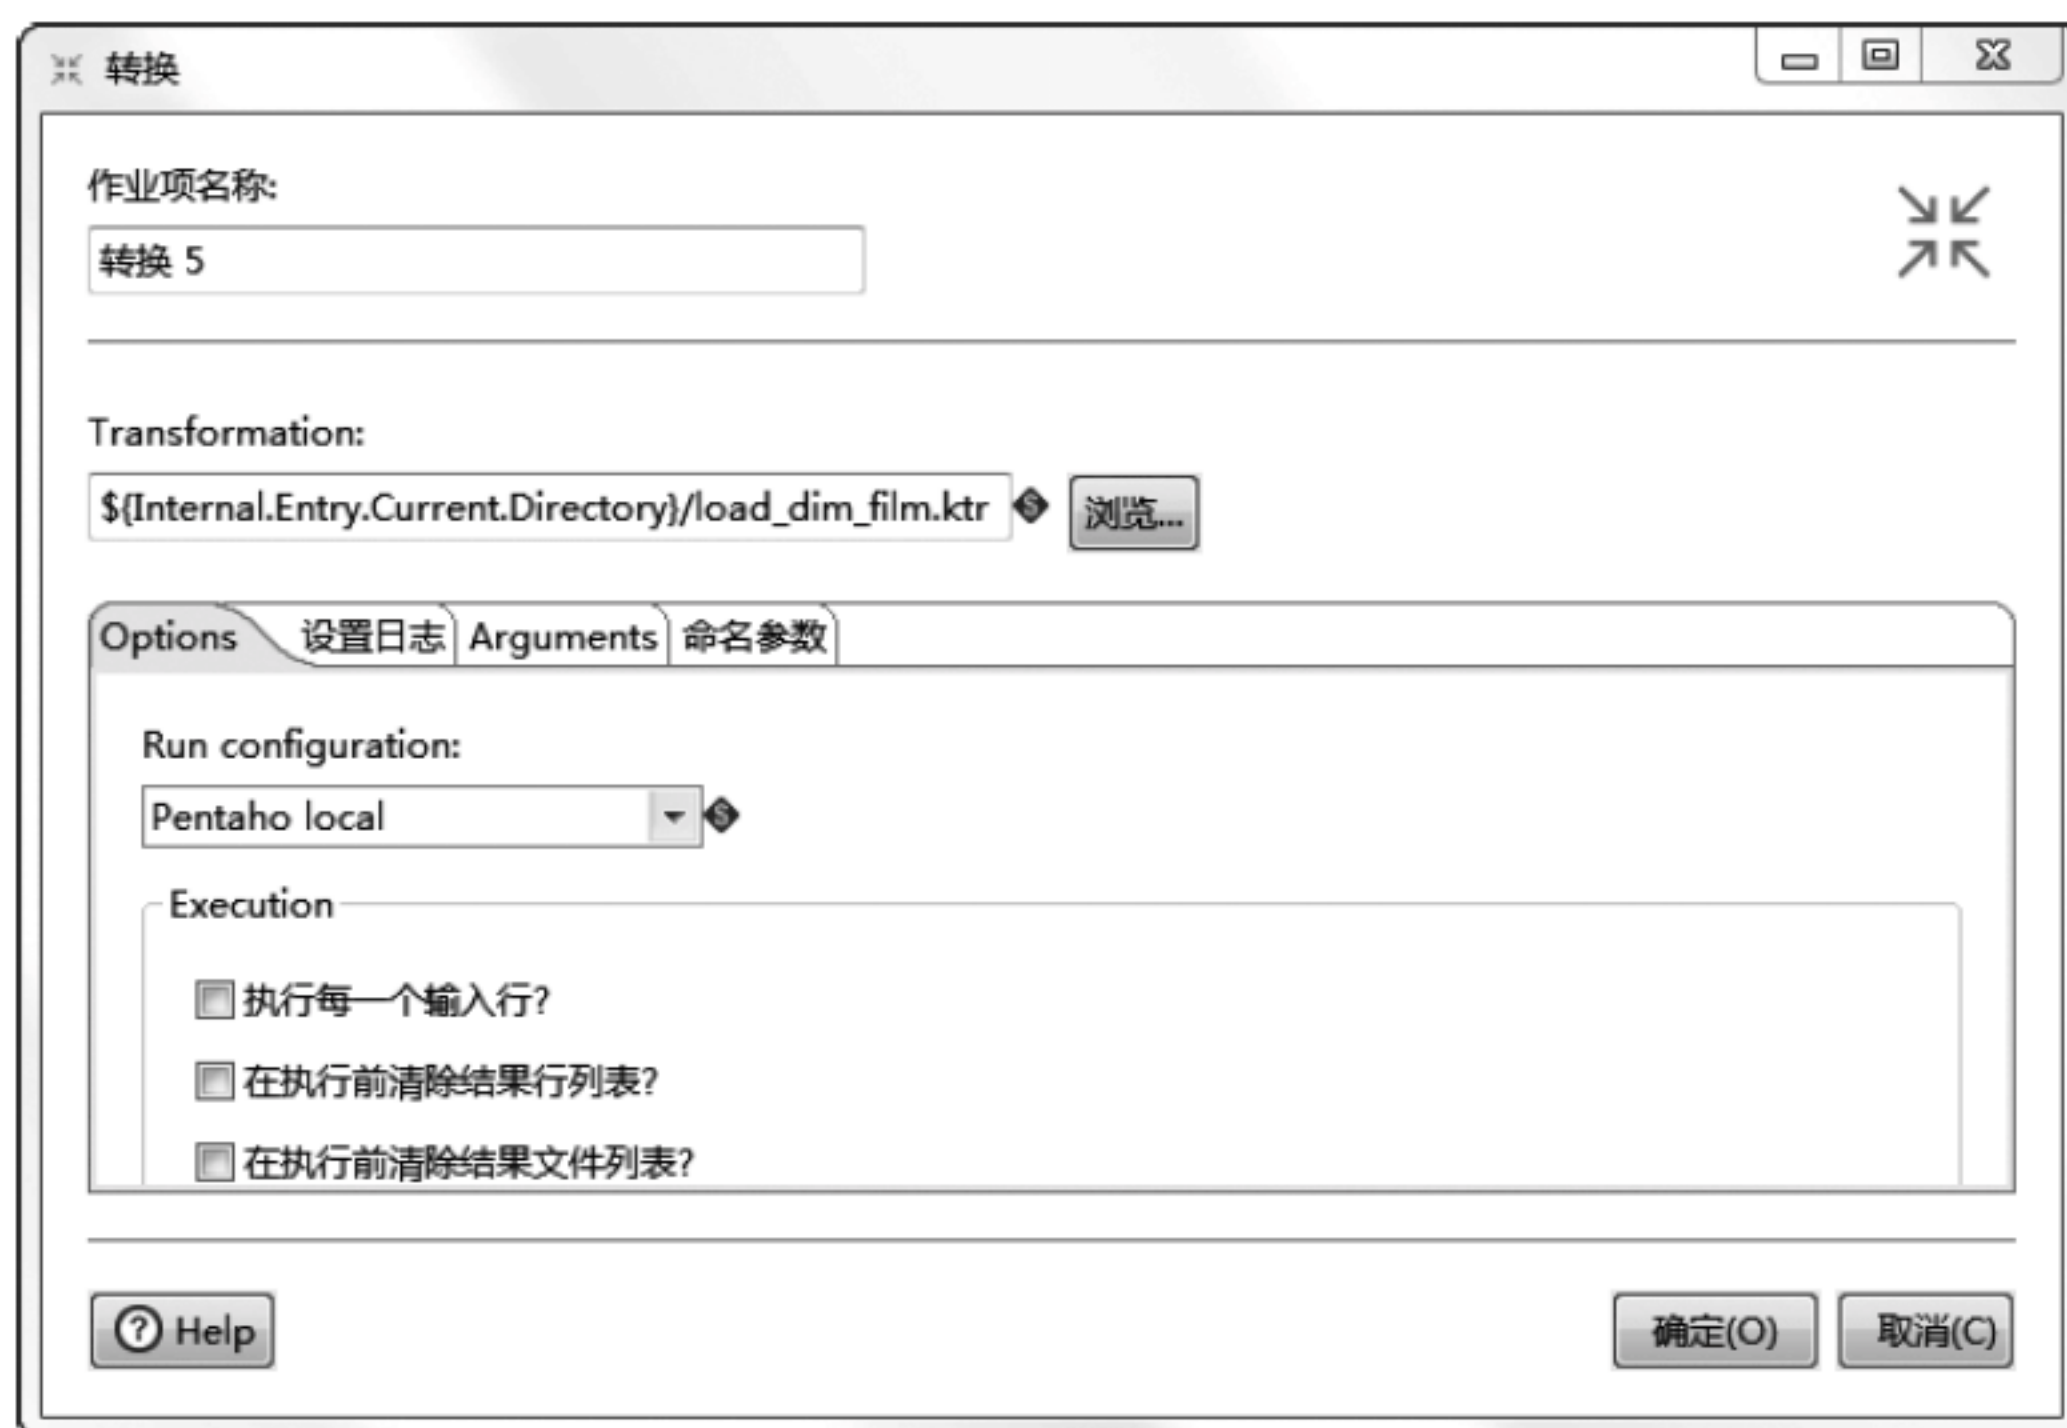 转换
作业项名称:
转换 5
Transformation:
${Internal.Entry.Current.Directory}/load_dim_film.ktr
浏览...
Options 设置日志 Arguments 命名参数
Run configuration:
Pentaho local
Execution
执行每一个输入行?
在执行前清除结果行列表?
在执行前清除结果文件列表?
Help 确定(O) 取消(C)